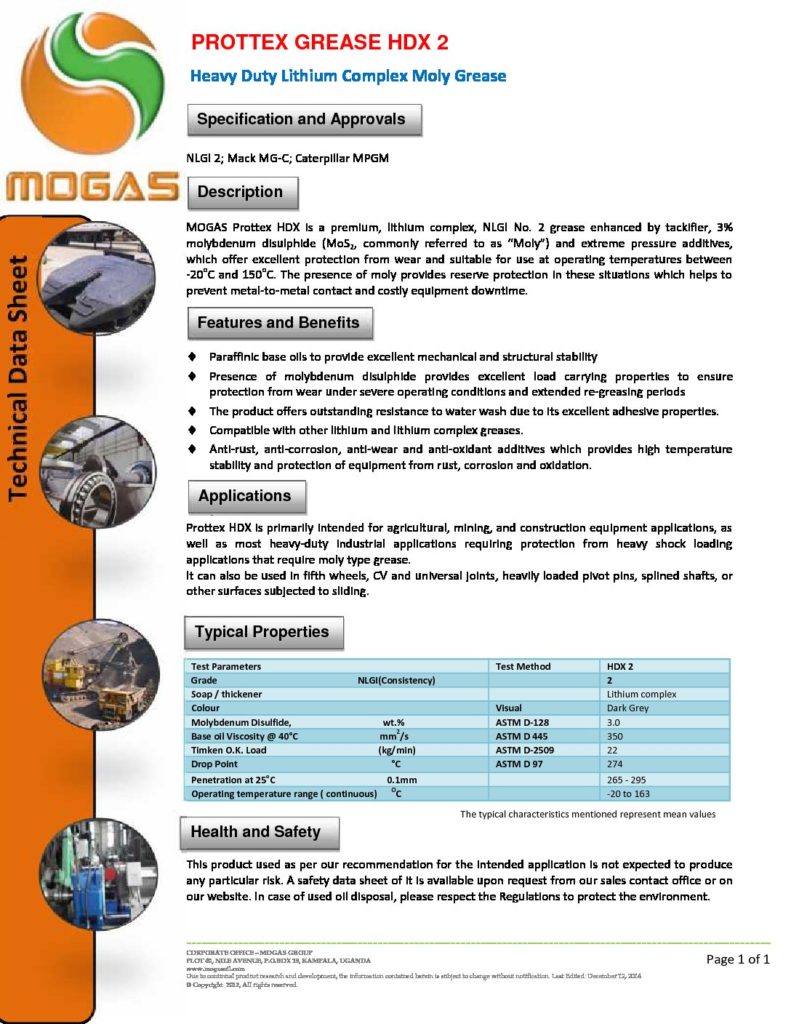 MOGAS
Technical Data Sheet
PROTTEX GREASE HDX 2
Heavy Duty Lithium Complex Moly Grease
Specification and Approvals
NLGI 2; Mack MG-C; Caterpillar MPGM
Description
MOGAS Prottex HDX is a premium, lithium complex, NLGI No. 2 grease enhanced by tackifier, 3%
molybdenum disulphide (MoS₂, commonly referred to as “Moly”) and extreme pressure additives,
which offer excellent protection from wear and suitable for use at operating temperatures between
-20°C and 150°C. The presence of moly provides reserve protection in these situations which helps to
prevent metal-to-metal contact and costly equipment downtime.
Features and Benefits
♦ Paraffinic base oils to provide excellent mechanical and structural stability
♦ Presence of molybdenum disulphide provides excellent load carrying properties to ensure
protection from wear under severe operating conditions and extended re-greasing periods
♦ The product offers outstanding resistance to water wash due to its excellent adhesive properties.
♦ Compatible with other lithium and lithium complex greases.
♦ Anti-rust, anti-corrosion, anti-wear and anti-oxidant additives which provides high temperature
stability and protection of equipment from rust, corrosion and oxidation.
Applications
Prottex HDX is primarily intended for agricultural, mining, and construction equipment applications, as
well as most heavy-duty industrial applications requiring protection from heavy shock loading
applications that require moly type grease.
It can also be used in fifth wheels, CV and universal joints, heavily loaded pivot pins, splined shafts, or
other surfaces subjected to sliding.
Typical Properties
Test Parameters Test Method HDX 2
Grade NLGI(Consistency) 2
Soap / thickener Lithium complex
Colour Visual Dark Grey
Molybdenum Disulfide, wt.% ASTM D-128 3.0
Base oil Viscosity @ 40°C mm²/s ASTM D 445 350
Timken O.K. Load (kg/min) ASTM D-2509 22
Drop Point °C ASTM D 97 274
Penetration at 25°C 0.1mm 265 - 295
Operating temperature range ( continuous) °C -20 to 163
The typical characteristics mentioned represent mean values
Health and Safety
This product used as per our recommendation for the intended application is not expected to produce
any particular risk. A safety data sheet of it is available upon request from our sales contact office or on
our website. In case of used oil disposal, please respect the Regulations to protect the environment.
CORPORATE OFFICE – MOGAS GROUP
PLOT 40, NILE AVENUE, P.O.BOX 19, KAMPALA, UGANDA
www.mogasoil.com
Due to continual product research and development, the information contained herein is subject to change without notification. Last Edited: December 12, 2014
© Copyright 2013, All rights reserved.
Page 1 of 1